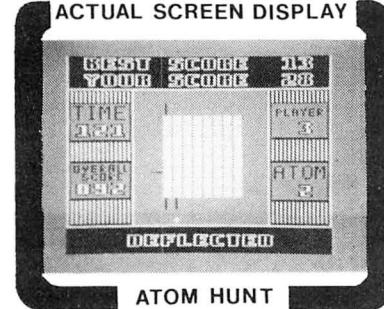 ACTUAL SCREEN DISPLAY
BEST SCORE 13
YOUR SCORE 28
TIME
121
PLAYER
3
OVERALL
SCORE
092
ATOM
2
DEFLECTED
ATOM HUNT